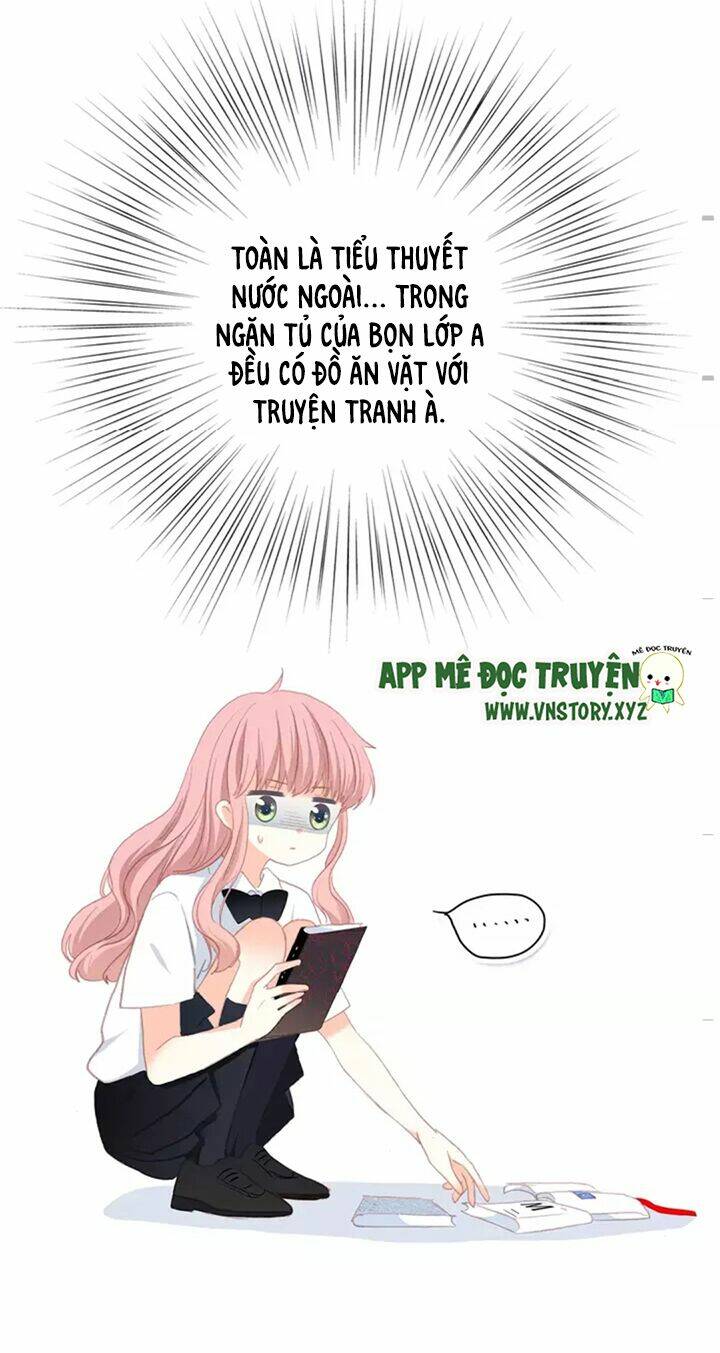 TOÀN LÀ TIỂU THUYẾT
NƯỚC NGOÀI... TRONG
NGĂN TỦ CỦA BỌN LỚP A
ĐỀU CÓ ĐỒ ĂN VẶT VỚI
TRUYỆN TRANH À.
MÊ ĐỌC TRUYỆN
APP MÊ ĐỌC TRUYỆN
WWW.VNSTORY.XYZ
......